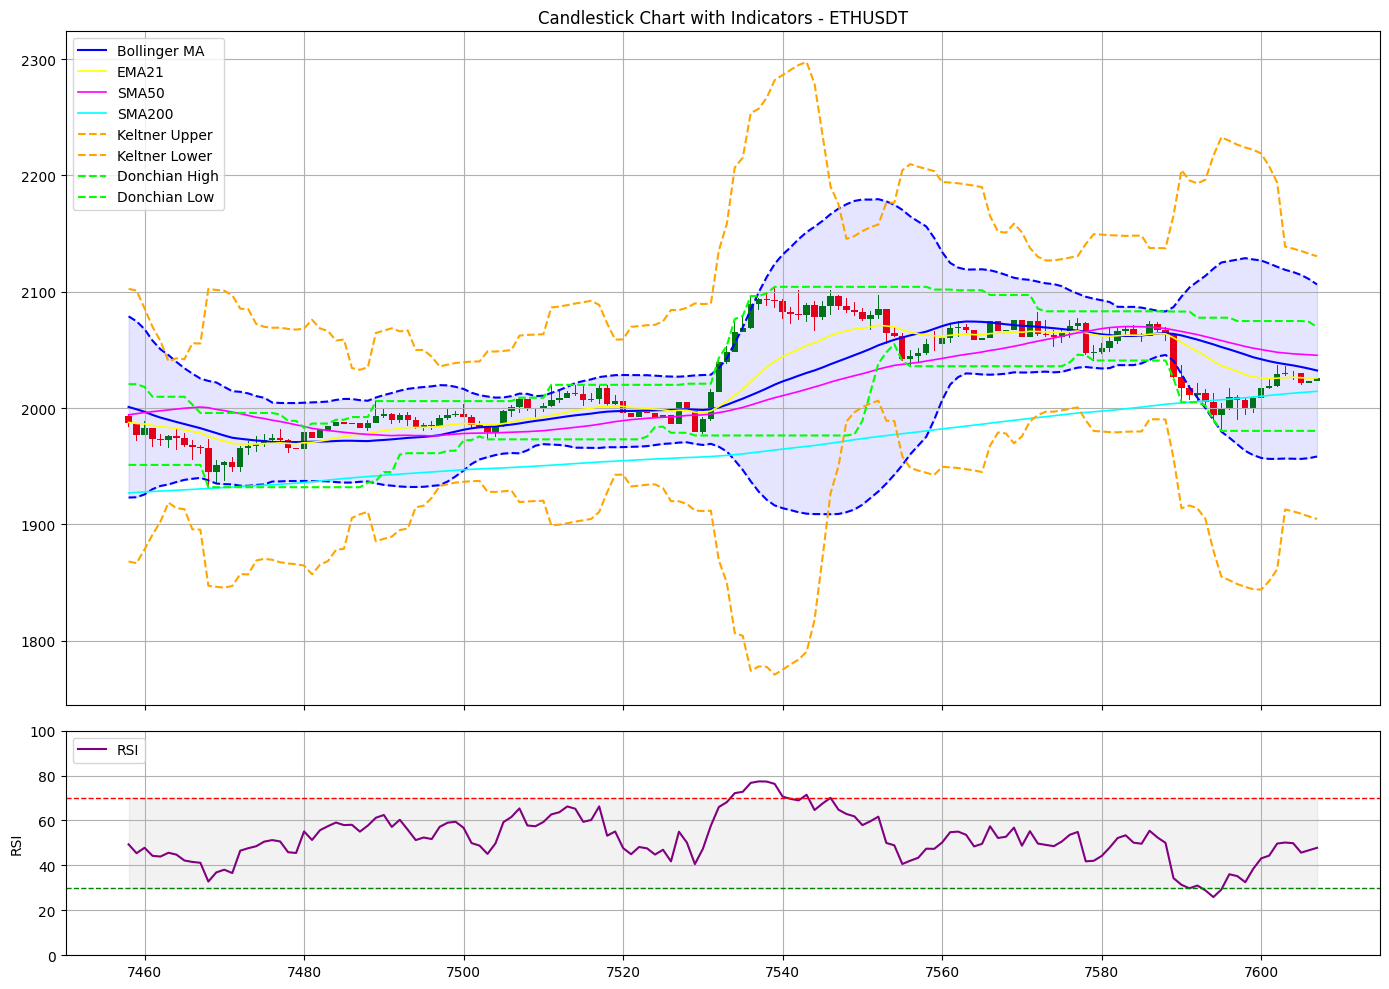 Candlestick Chart with Indicators - ETHUSDT
Bollinger MA
EMA21
SMA50
SMA200
Keltner Upper
Keltner Lower
Donchian High
Donchian Low
2300
2200
2100
2000
1900
1800
RSI
100
80
60
40
20
0
RSI
7460 7480 7500 7520 7540 7560 7580 7600